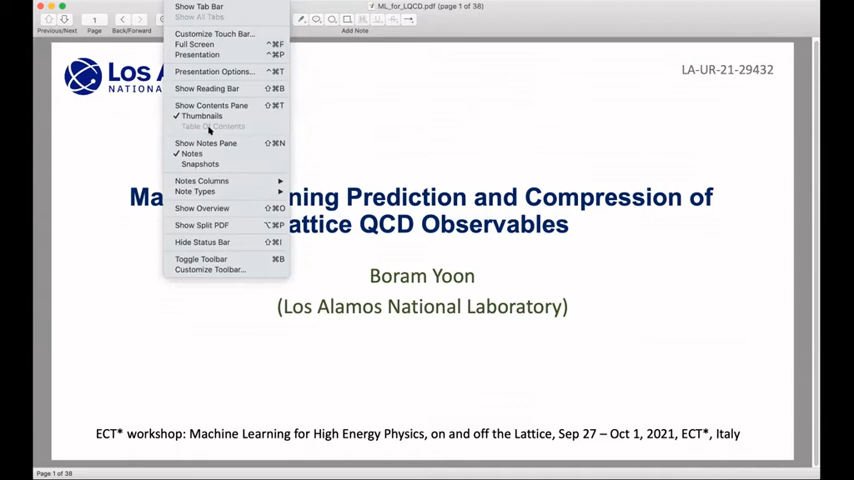 ML_for_LQCD.pdf (page 1 of 38)
1
Previous/Next
Page
Back/Forward
Add Note
Show Tab Bar
Show All Tabs
Customize Touch Bar...
Full Screen ^⌘F
Presentation ^⌘P
Presentation Options... ^⌘T
Show Reading Bar ⇧⌘B
Show Contents Pane ⇧⌘T
✓ Thumbnails
Table Of Contents
Show Notes Pane ⇧⌘N
✓ Notes
Snapshots
Notes Columns
Note Types
Show Overview ⇧⌘O
Show Split PDF ⌥⌘P
Hide Status Bar ⇧⌘I
Toggle Toolbar ⌘B
Customize Toolbar...
Los A
NATIONAL
LA-UR-21-29432
Ma ning Prediction and Compression of
attice QCD Observables
Boram Yoon
(Los Alamos National Laboratory)
ECT* workshop: Machine Learning for High Energy Physics, on and off the Lattice, Sep 27 – Oct 1, 2021, ECT*, Italy
Page 1 of 38